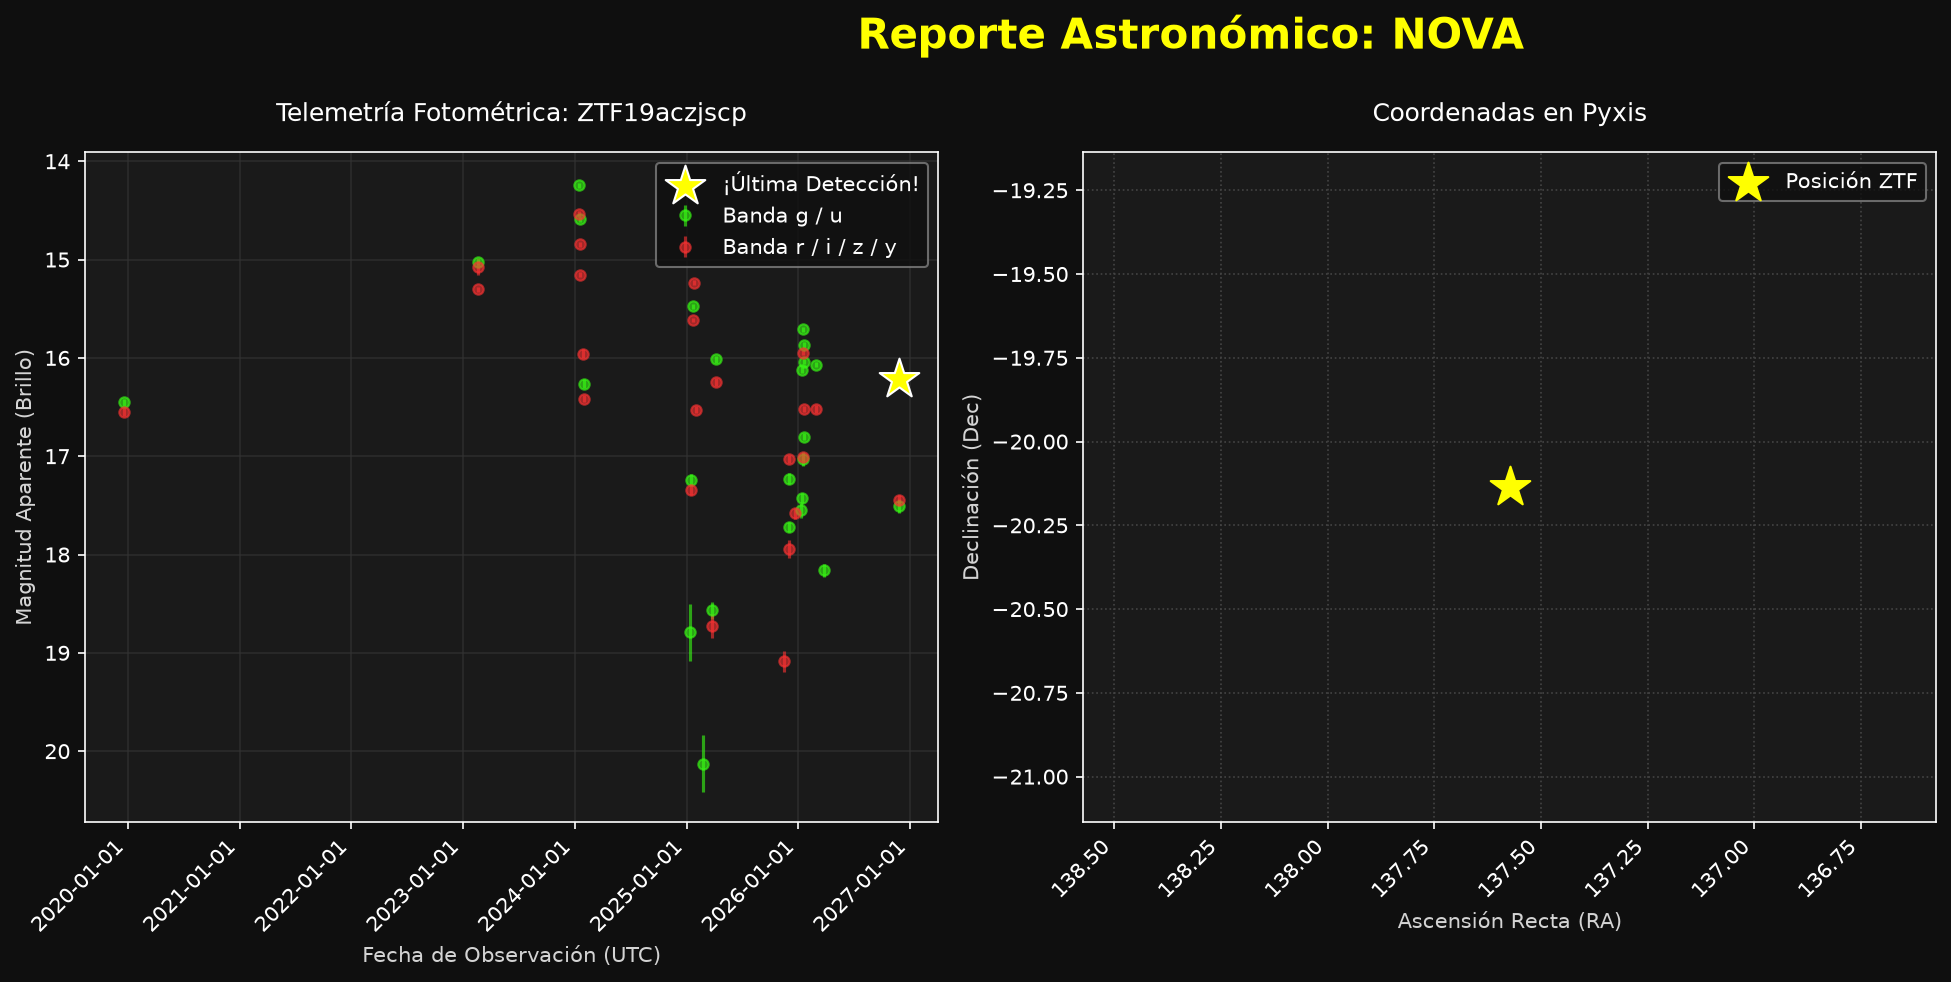 Reporte Astronómico: NOVA
Telemetría Fotométrica: ZTF19aczjscp
¡Última Detección!
Banda g / u
Banda r / i / z / y
Magnitud Aparente (Brillo)
14
15
16
17
18
19
20
2020-01-01
2021-01-01
2022-01-01
2023-01-01
2024-01-01
2025-01-01
2026-01-01
2027-01-01
Fecha de Observación (UTC)
Coordenadas en Pyxis
Posición ZTF
Declinación (Dec)
−19.25
−19.50
−19.75
−20.00
−20.25
−20.50
−20.75
−21.00
138.50
138.25
138.00
137.75
137.50
137.25
137.00
136.75
Ascensión Recta (RA)